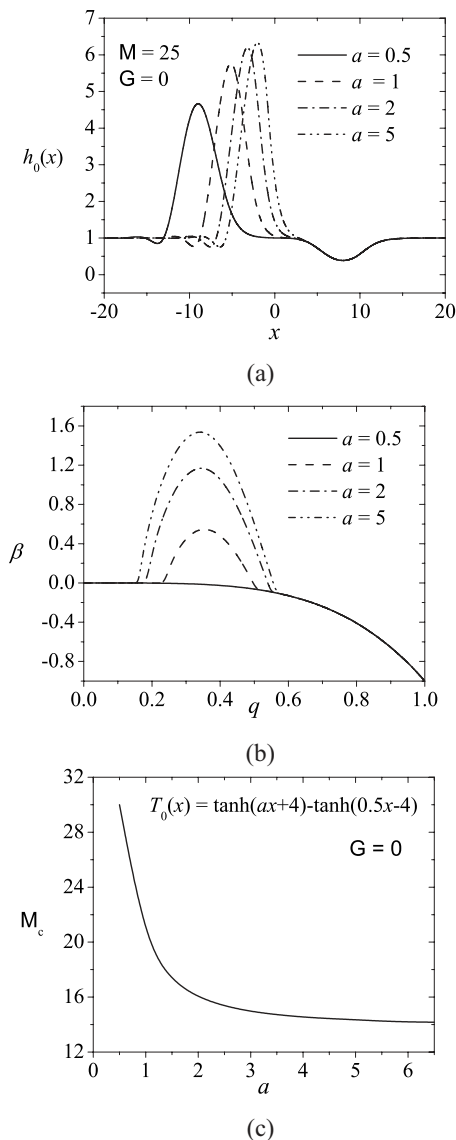 7
6
5
4
3
2
1
0
h₀(x)
M = 25
G = 0
a = 0.5
a = 1
a = 2
a = 5
-20 -10 0 10 20
x
(a)
1.6
1.2
0.8
0.4
0.0
-0.4
-0.8
β
a = 0.5
a = 1
a = 2
a = 5
0.0 0.2 0.4 0.6 0.8 1.0
q
(b)
32
28
24
20
16
12
M_c
T₀(x) = tanh(ax+4)-tanh(0.5x-4)
G = 0
0 1 2 3 4 5 6
a
(c)